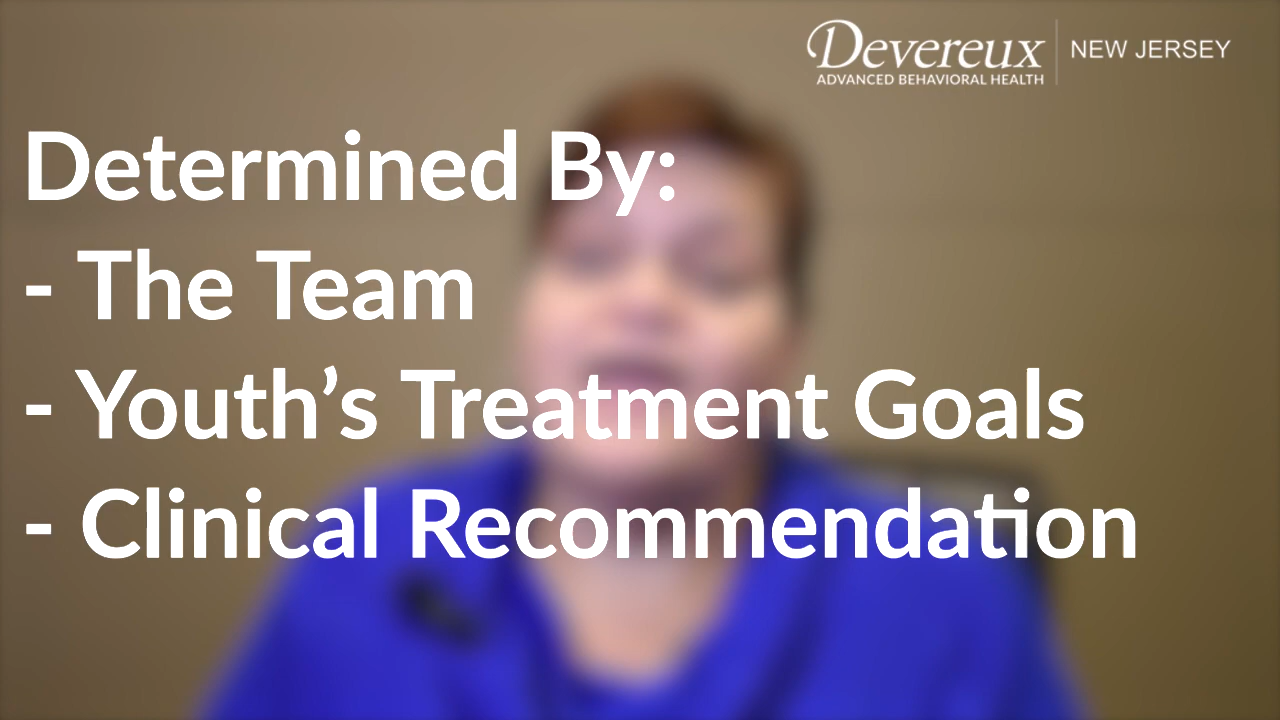 Devereux | NEW JERSEY
ADVANCED BEHAVIORAL HEALTH
Determined By:
- The Team
- Youth’s Treatment Goals
- Clinical Recommendation